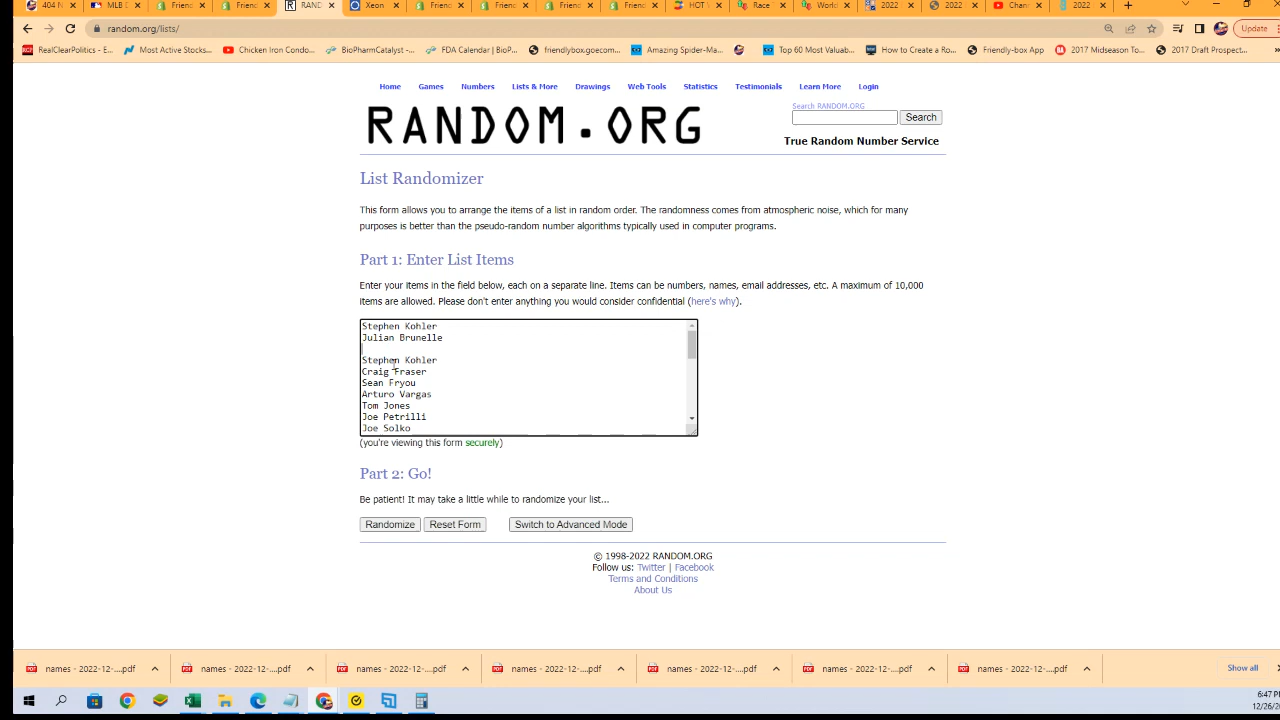 404 N
MLB D
Friend
Friend
RAND
Xeon
Friend
Friend
Friend
Friend
HOT
Race
World
2022
2022
Chan
2022
random.org/lists/
Update
RealClearPolitics - E...
Most Active Stocks...
Chicken Iron Condo...
BioPharmCatalyst -...
FDA Calendar | BioP...
friendlybox.goecom...
Amazing Spider-Ma...
Top 60 Most Valuab...
How to Create a Ro...
Friendly-box App
2017 Midseason To...
2017 Draft Prospect...
Home Games Numbers Lists & More Drawings Web Tools Statistics Testimonials Learn More Login
RANDOM.ORG
Search RANDOM.ORG
Search
True Random Number Service
List Randomizer
This form allows you to arrange the items of a list in random order. The randomness comes from atmospheric noise, which for many
purposes is better than the pseudo-random number algorithms typically used in computer programs.
Part 1: Enter List Items
Enter your items in the field below, each on a separate line. Items can be numbers, names, email addresses, etc. A maximum of 10,000
items are allowed. Please don't enter anything you would consider confidential (here's why).
Stephen Kohler
Julian Brunelle
Stephen Kohler
Craig Fraser
Sean Fryou
Arturo Vargas
Tom Jones
Joe Petrilli
Joe Solko
(you're viewing this form securely)
Part 2: Go!
Be patient! It may take a little while to randomize your list...
Randomize Reset Form Switch to Advanced Mode
© 1998-2022 RANDOM.ORG
Follow us: Twitter | Facebook
Terms and Conditions
About Us
names - 2022-12-....pdf
names - 2022-12-....pdf
names - 2022-12-....pdf
names - 2022-12-....pdf
names - 2022-12-....pdf
names - 2022-12-....pdf
names - 2022-12-....pdf
Show all
6:47 PM
12/26/20